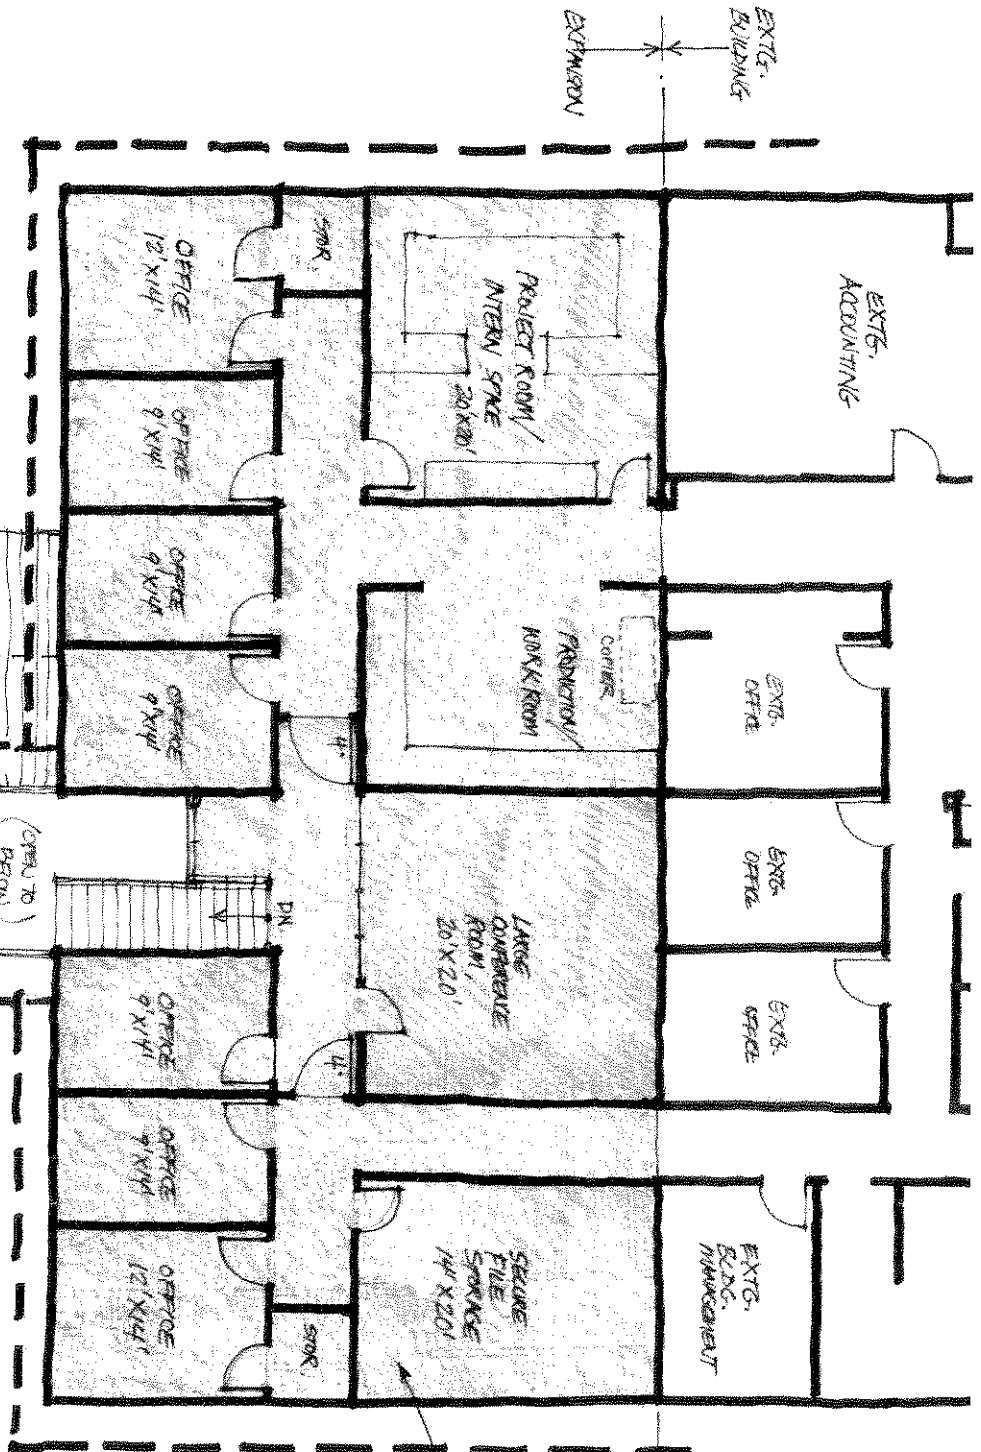 EXPANSION
EXTG.
BUILDING
STOR.
OFFICE
12'X14'
PROJECT ROOM/
INTERN SPACE
20'X20'
EXTG.
ACCOUNTING
OFFICE
9'X14'
OFFICE
9'X14'
OFFICE
9'X14'
4'
COPIER
PRODUCTION/
WORK ROOM
EXTG.
OFFICE
(OPEN TO
BELOW)
DN.
LARGE
CONFERENCE
ROOM,
20'X20'
EXTG.
OFFICE
EXTG.
OFFICE
OFFICE
9'X14'
4'
OFFICE
9'X14'
OFFICE
12'X14'
STOR.
SECURE
FILE
STORAGE
14'X20'
EXTG.
BLDG.
MANAGEMENT